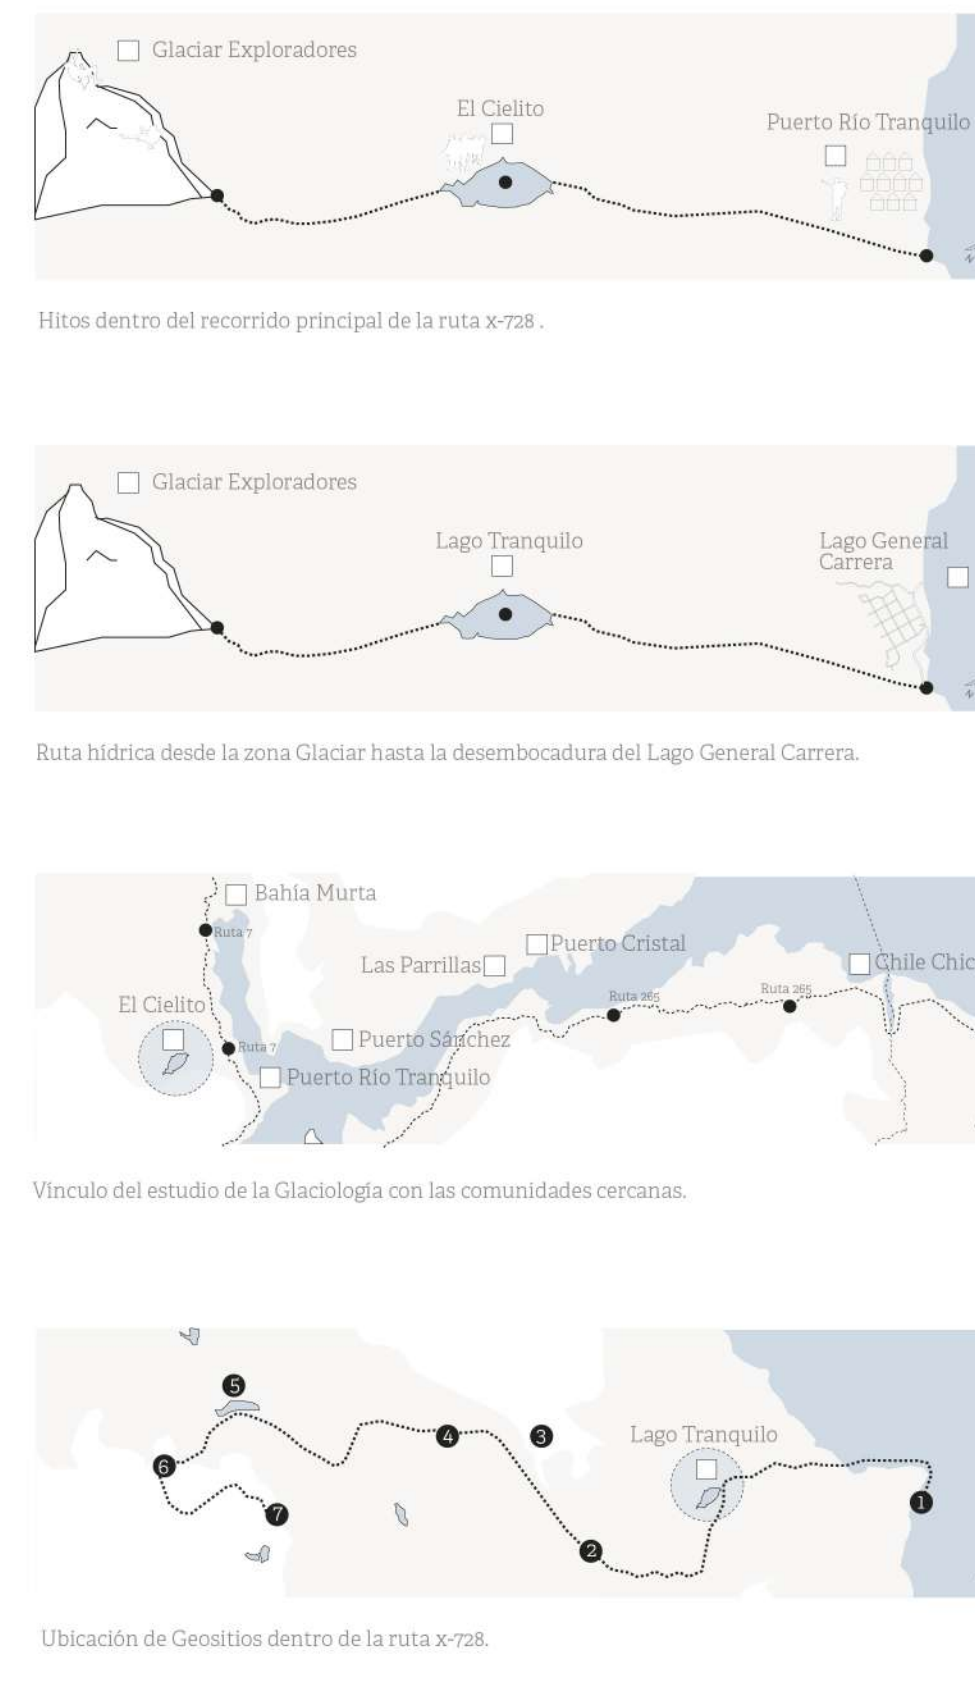 Glaciar Exploradores
El Cielito
Puerto Río Tranquilo
N
Hitos dentro del recorrido principal de la ruta x-728 .
Glaciar Exploradores
Lago Tranquilo
Lago General
Carrera
N
Ruta hídrica desde la zona Glaciar hasta la desembocadura del Lago General Carrera.
Bahía Murta
Ruta 7
Puerto Cristal
Las Parrillas
Chile Chic
Ruta 265
Ruta 265
El Cielito
Puerto Sánchez
Ruta 7
Puerto Río Tranquilo
Vínculo del estudio de la Glaciología con las comunidades cercanas.
5
4
3
Lago Tranquilo
6
1
7
2
Ubicación de Geositios dentro de la ruta x-728.